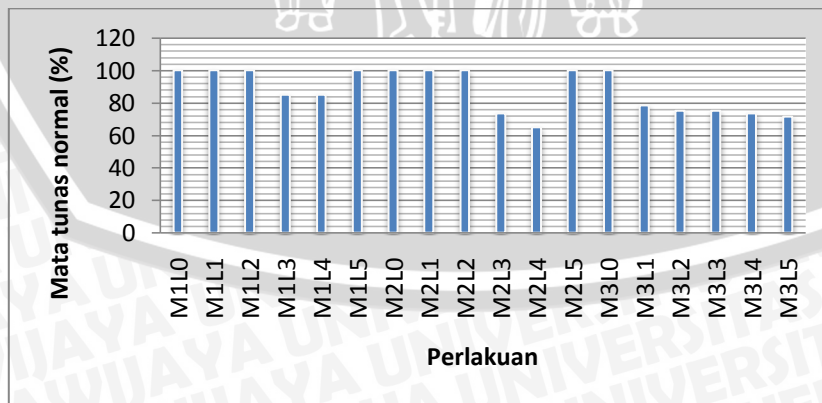 Mata tunas normal (%)
120
100
80
60
40
20
0
M1L0
M1L1
M1L2
M1L3
M1L4
M1L5
M2L0
M2L1
M2L2
M2L3
M2L4
M2L5
M3L0
M3L1
M3L2
M3L3
M3L4
M3L5
Perlakuan